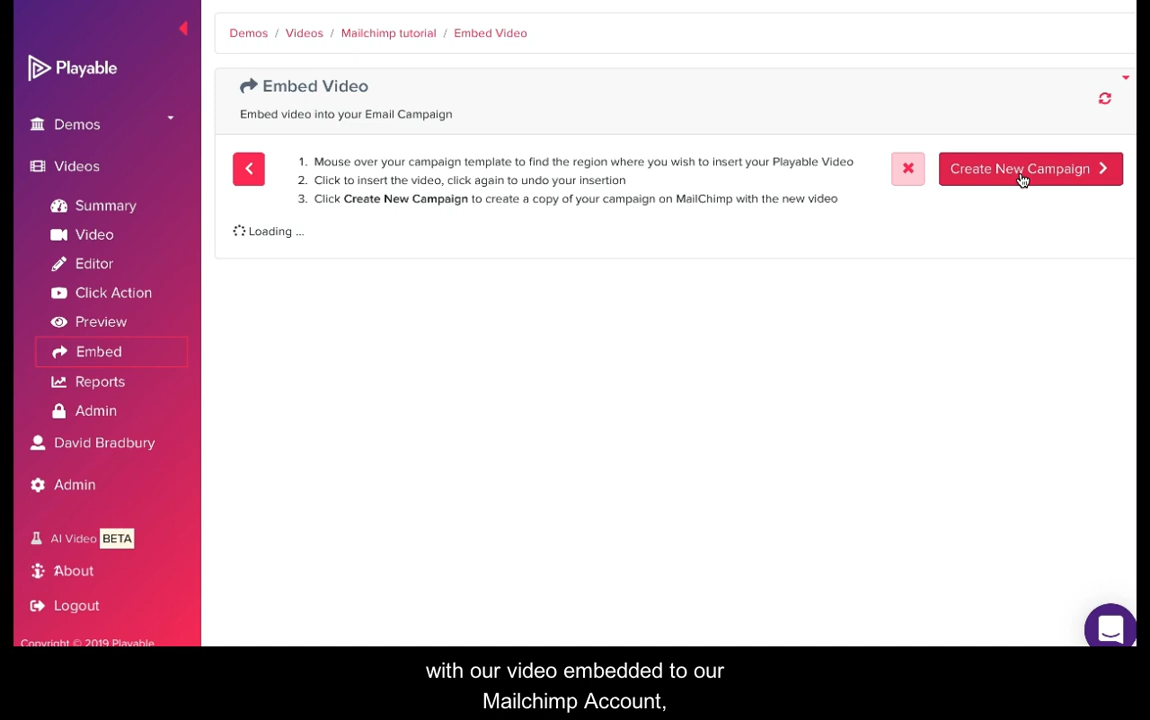 Playable
Demos
Videos
Summary
Video
Editor
Click Action
Preview
Embed
Reports
Admin
David Bradbury
Admin
AI Video BETA
About
Logout
Copyright © 2019 Playable
Demos / Videos / Mailchimp tutorial / Embed Video
Embed Video
Embed video into your Email Campaign
1. Mouse over your campaign template to find the region where you wish to insert your Playable Video
2. Click to insert the video, click again to undo your insertion
3. Click Create New Campaign to create a copy of your campaign on MailChimp with the new video
Create New Campaign
Loading ...
with our video embedded to our
Mailchimp Account,